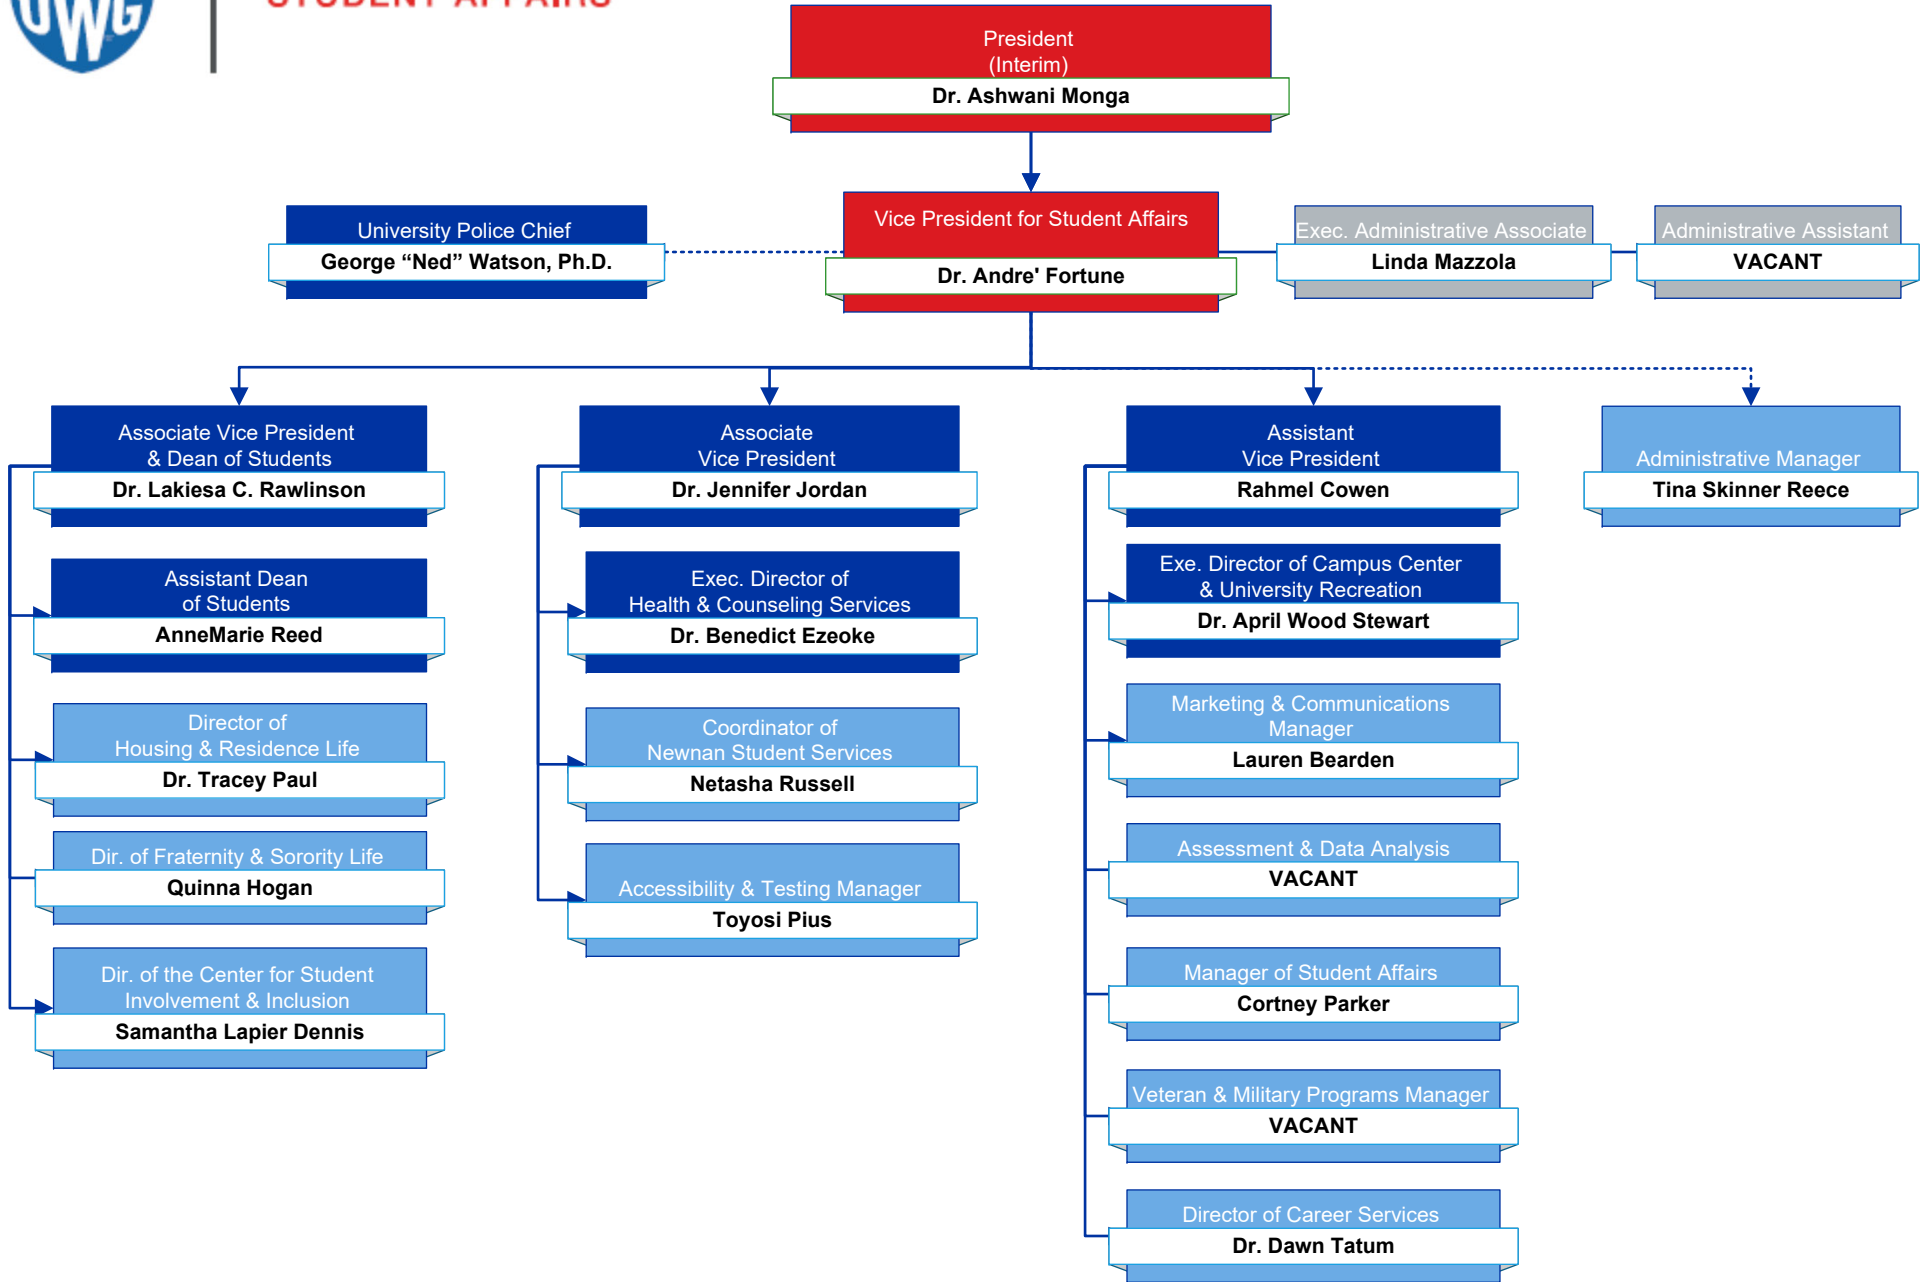 UWG
STUDENT AFFAIRS
President
(Interim)
Dr. Ashwani Monga
University Police Chief
George “Ned” Watson, Ph.D.
Vice President for Student Affairs
Dr. Andre' Fortune
Exec. Administrative Associate
Linda Mazzola
Administrative Assistant
VACANT
Associate Vice President
& Dean of Students
Dr. Lakiesa C. Rawlinson
Assistant Dean
of Students
AnneMarie Reed
Director of
Housing & Residence Life
Dr. Tracey Paul
Dir. of Fraternity & Sorority Life
Quinna Hogan
Dir. of the Center for Student
Involvement & Inclusion
Samantha Lapier Dennis
Associate
Vice President
Dr. Jennifer Jordan
Exec. Director of
Health & Counseling Services
Dr. Benedict Ezeoke
Coordinator of
Newnan Student Services
Netasha Russell
Accessibility & Testing Manager
Toyosi Pius
Assistant
Vice President
Rahmel Cowen
Exe. Director of Campus Center
& University Recreation
Dr. April Wood Stewart
Marketing & Communications
Manager
Lauren Bearden
Assessment & Data Analysis
VACANT
Manager of Student Affairs
Cortney Parker
Veteran & Military Programs Manager
VACANT
Director of Career Services
Dr. Dawn Tatum
Administrative Manager
Tina Skinner Reece